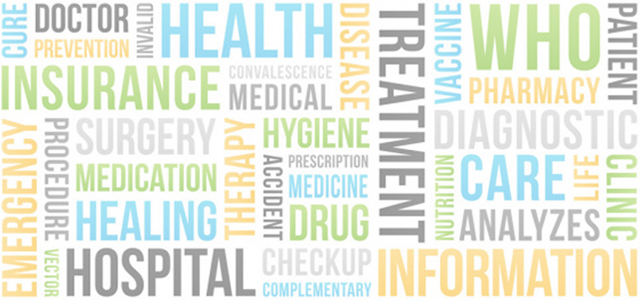 CURE
DOCTOR
PREVENTION
INVALID
HEALTH
DISEASE
TREATMENT
VACCINE
WHO
PATIENT
INSURANCE
CONVALESCENCE
MEDICAL
PHARMACY
EMERGENCY
PROCEDURE
SURGERY
THERAPY
HYGIENE
DIAGNOSTIC
MEDICATION
ACCIDENT
PRESCRIPTION
MEDICINE
NUTRITION
CARE
LIFE
CLINIC
HEALING
DRUG
ANALYZES
VECTOR
HOSPITAL
CHECKUP
COMPLEMENTARY
INFORMATION